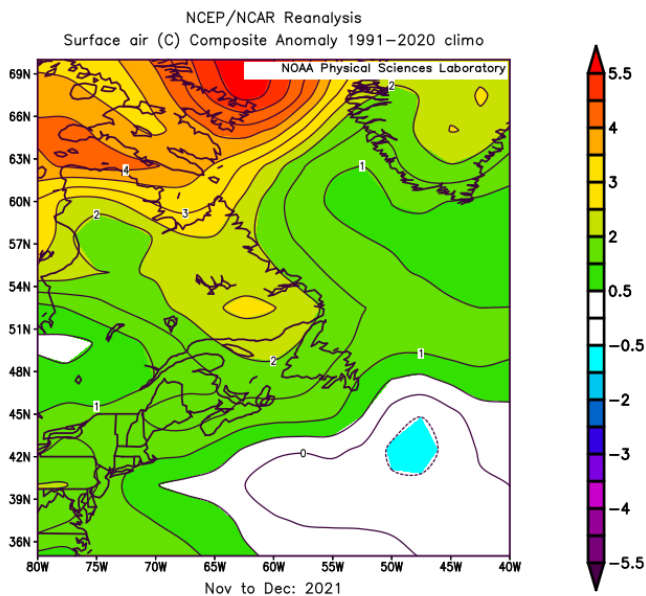 NCEP/NCAR Reanalysis
Surface air (C) Composite Anomaly 1991-2020 climo
NOAA Physical Sciences Laboratory
69N
66N
63N
60N
57N
54N
51N
48N
45N
42N
39N
36N
80W 75W 70W 65W 60W 55W 50W 45W 40W
2
1
4
2
3
2
1
1
0
5.5
4
3
2
0.5
-0.5
-2
-3
-4
-5.5
Nov to Dec: 2021